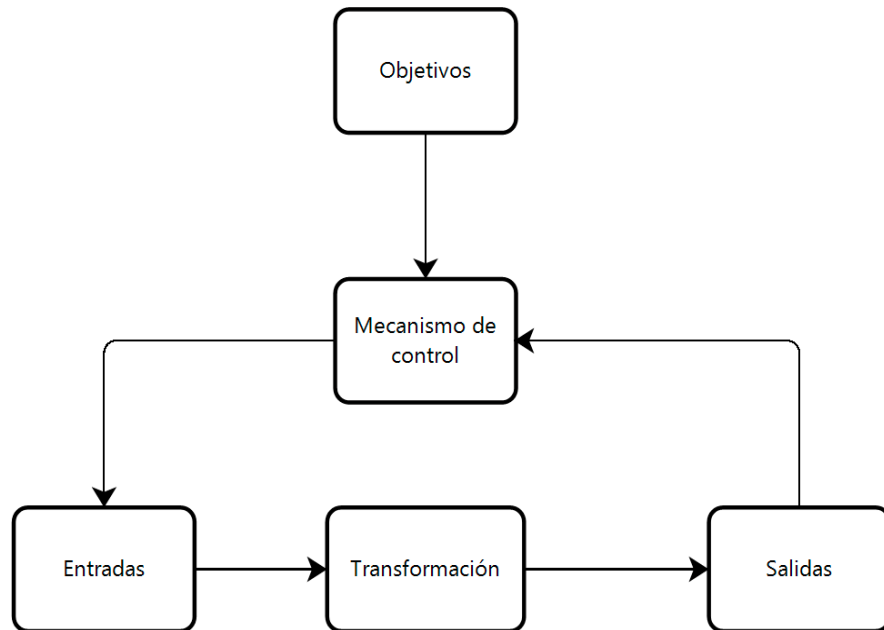 Objetivos
Mecanismo de
control
Entradas
Transformación
Salidas